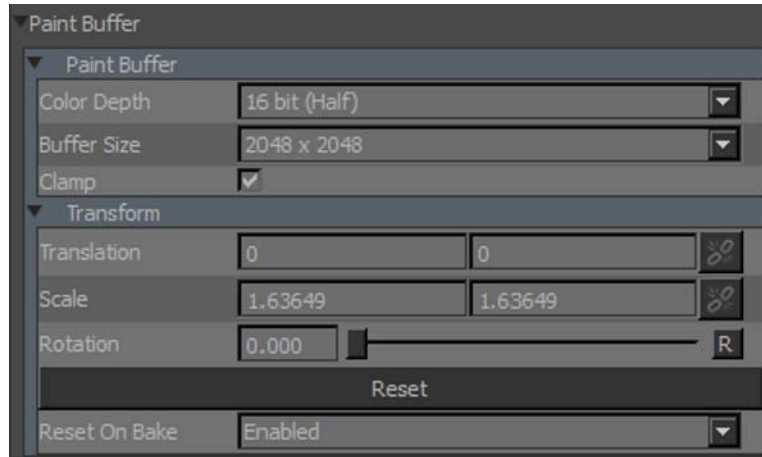 Paint Buffer
Paint Buffer
Color Depth 16 bit (Half)
Buffer Size 2048 x 2048
Clamp
Transform
Translation 0 0
Scale 1.63649 1.63649
Rotation 0.000 R
Reset
Reset On Bake Enabled